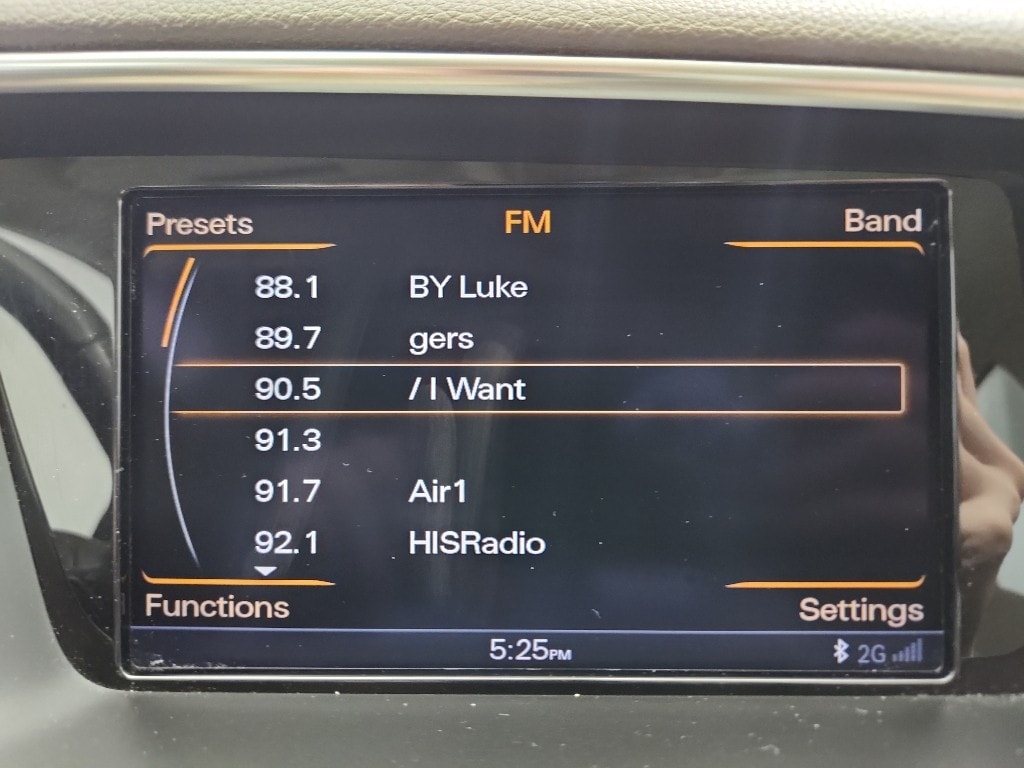 Presets FM Band
88.1 BY Luke
89.7 gers
90.5 / I Want
91.3
91.7 Air1
92.1 HISRadio
Functions Settings
5:25PM 2G